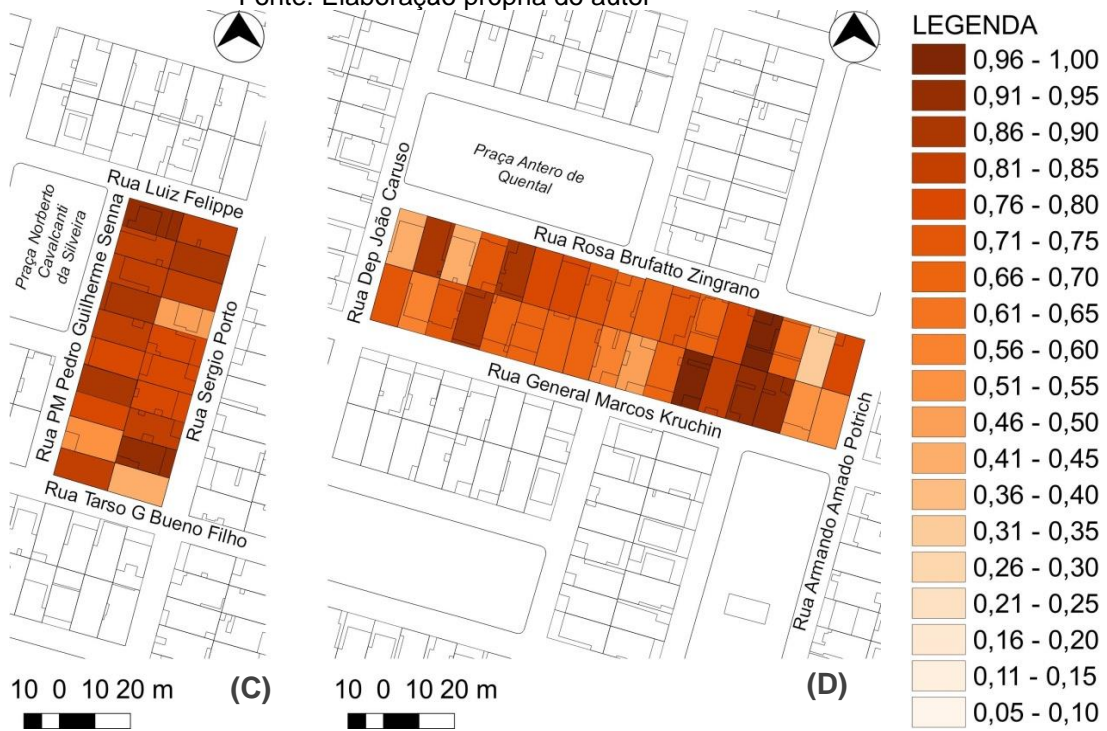 Fonte: Elaboração própria do autor
Rua Luiz Felippe
Praça Norberto
Cavalcanti
da Silveira
Rua PM Pedro Guilherme Senna
Rua Sergio Porto
Rua Tarso G Bueno Filho
10 0 10 20 m
(C)
Praça Antero de
Quental
Rua Dep João Caruso
Rua Rosa Brufatto Zingrano
Rua General Marcos Kruchin
Rua Armando Amado Potrich
10 0 10 20 m
(D)
LEGENDA
0,96 - 1,00
0,91 - 0,95
0,86 - 0,90
0,81 - 0,85
0,76 - 0,80
0,71 - 0,75
0,66 - 0,70
0,61 - 0,65
0,56 - 0,60
0,51 - 0,55
0,46 - 0,50
0,41 - 0,45
0,36 - 0,40
0,31 - 0,35
0,26 - 0,30
0,21 - 0,25
0,16 - 0,20
0,11 - 0,15
0,05 - 0,10